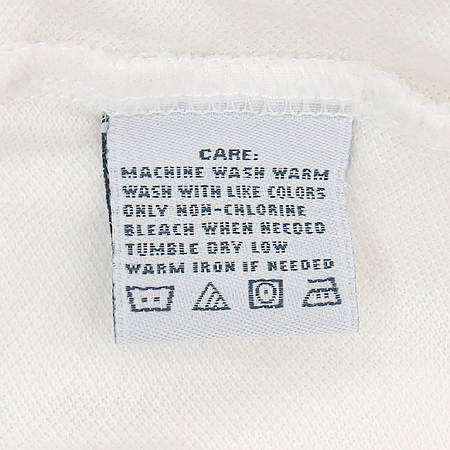 CARE:
MACHINE WASH WARM
WASH WITH LIKE COLORS
ONLY NON-CHLORINE
BLEACH WHEN NEEDED
TUMBLE DRY LOW
WARM IRON IF NEEDED